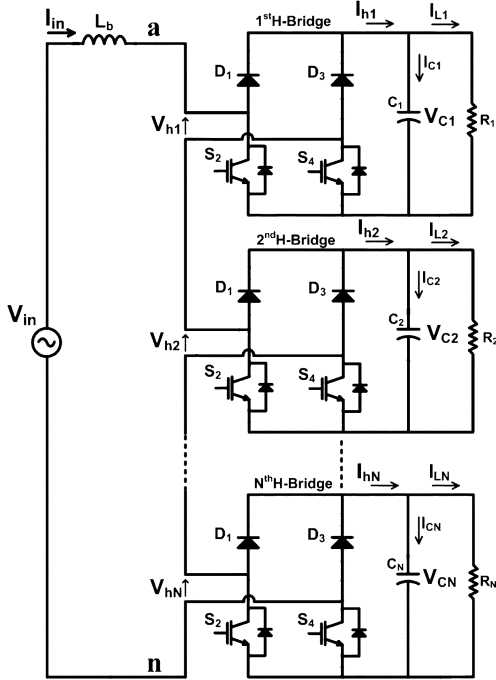 I_in L_b a 1^st H-Bridge I_h1 I_L1
D_1 D_3 I_C1
C_1 V_C1 R_1
V_h1
S_2 S_4
2^nd H-Bridge I_h2 I_L2
D_1 D_3 I_C2
V_in C_2 V_C2 R_2
V_h2
S_2 S_4
N^th H-Bridge I_hN I_LN
D_1 D_3 I_CN
C_N V_CN R_N
V_hN
S_2 S_4
n